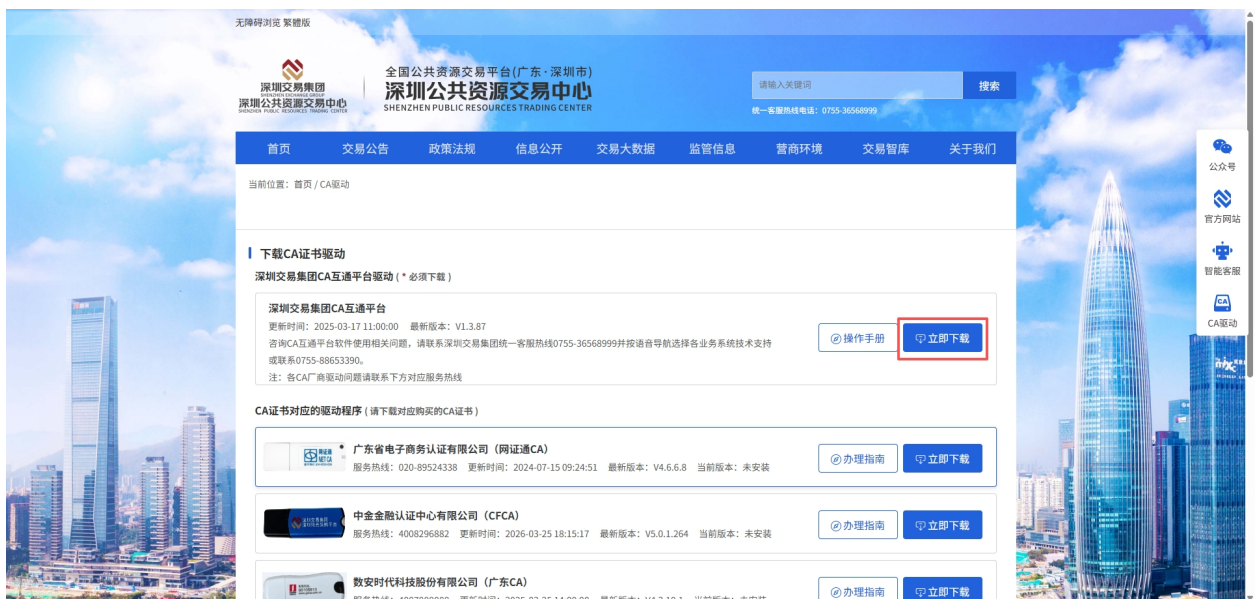 无障碍浏览 繁體版
深圳交易集团
SHENZHEN EXCHANGE GROUP
深圳公共资源交易中心
SHENZHEN PUBLIC RESOURCES TRADING CENTER
全国公共资源交易平台(广东·深圳市)
深圳公共资源交易中心
SHENZHEN PUBLIC RESOURCES TRADING CENTER
请输入关键词
搜索
统一客服热线电话：0755-36568999
首页 交易公告 政策法规 信息公开 交易大数据 监管信息 营商环境 交易智库 关于我们
公众号
官方网站
智能客服
CA
CA驱动
当前位置：首页 / CA驱动
下载CA证书驱动
深圳交易集团CA互通平台驱动 ( * 必须下载 )
深圳交易集团CA互通平台
更新时间：2025-03-17 11:00:00 最新版本：V1.3.87
咨询CA互通平台软件使用相关问题，请联系深圳交易集团统一客服热线0755-36568999并按语音导航选择各业务系统技术支持
或联系0755-88653390。
注：各CA厂商驱动问题请联系下方对应服务热线
操作手册 立即下载
CA证书对应的驱动程序 ( 请下载对应购买的CA证书 )
广东省电子商务认证有限公司（网证通CA）
服务热线：020-89524338 更新时间：2024-07-15 09:24:51 最新版本：V4.6.6.8 当前版本：未安装
办理指南 立即下载
中金金融认证中心有限公司（CFCA）
服务热线：4008296882 更新时间：2026-03-25 18:15:17 最新版本：V5.0.1.264 当前版本：未安装
办理指南 立即下载
数安时代科技股份有限公司（广东CA）
办理指南 立即下载